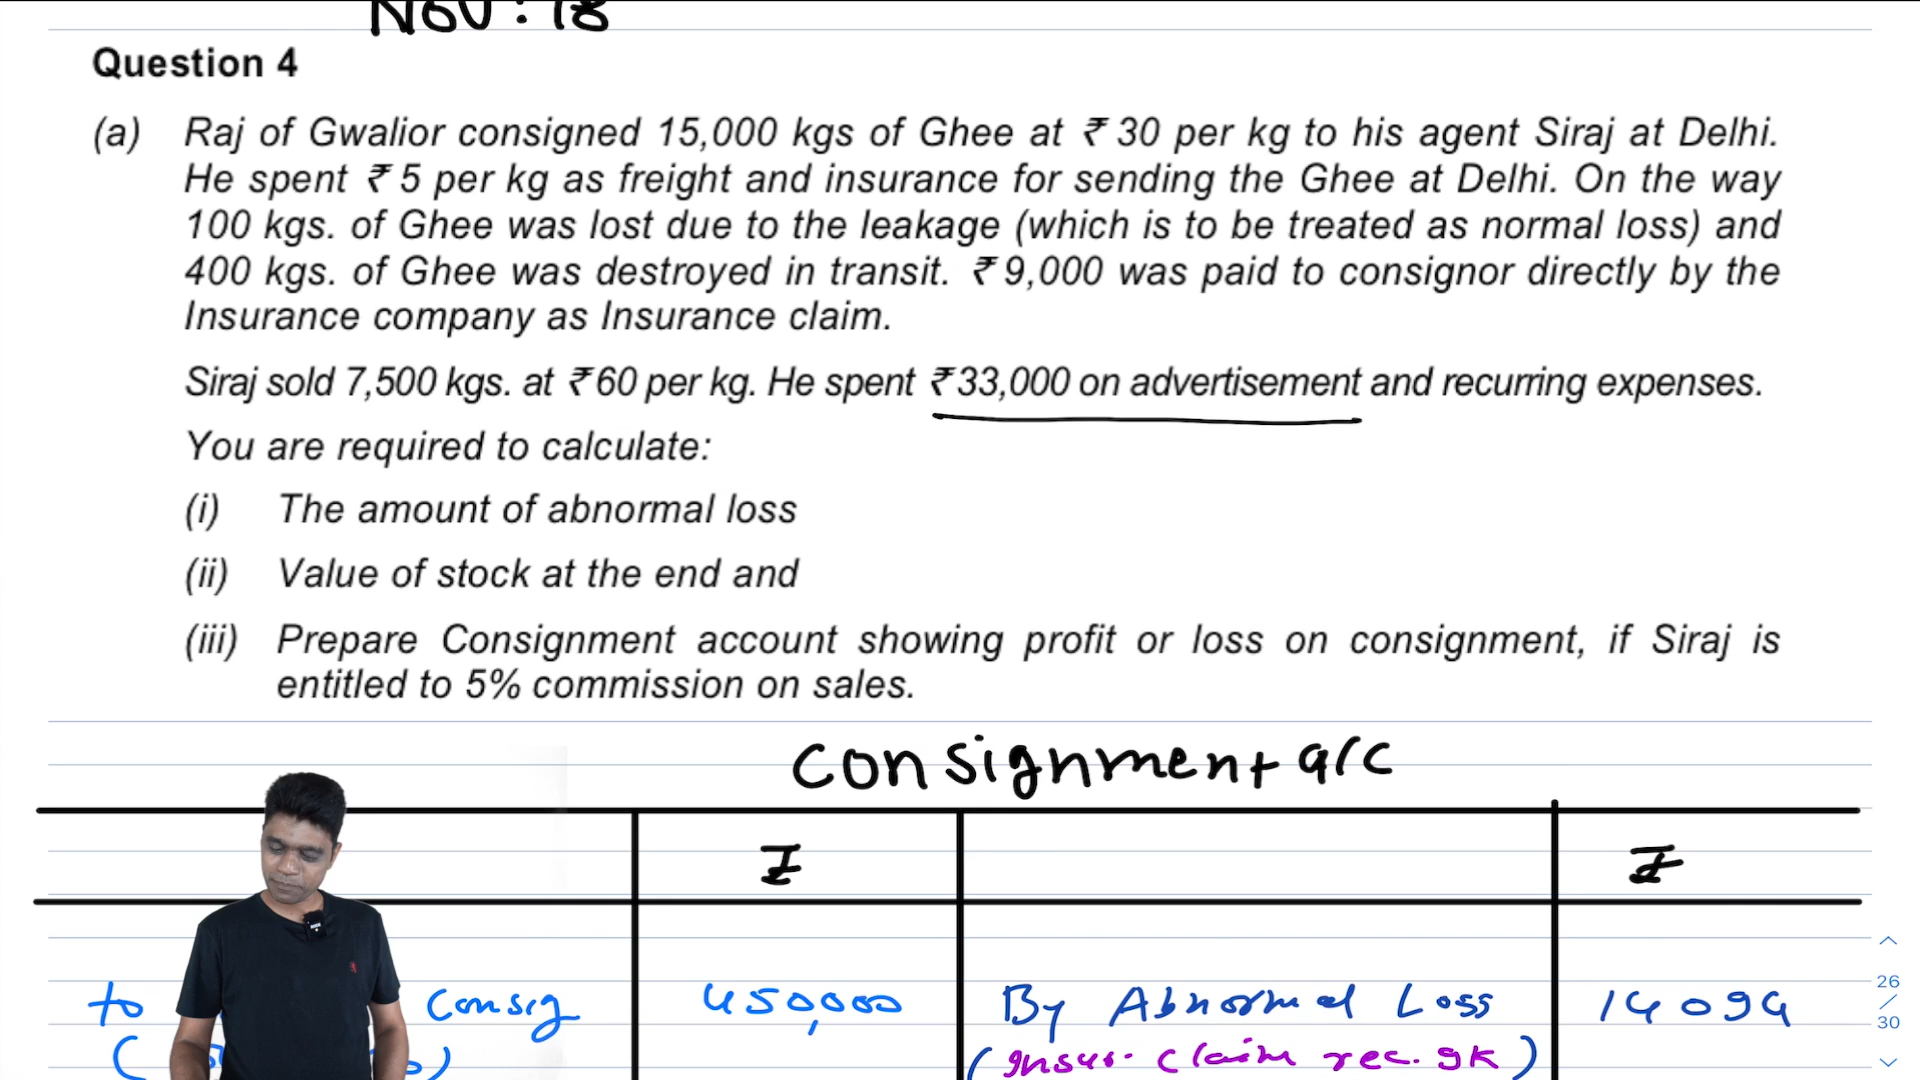 Nov : 18
Question 4
(a) Raj of Gwalior consigned 15,000 kgs of Ghee at ₹ 30 per kg to his agent Siraj at Delhi.
He spent ₹ 5 per kg as freight and insurance for sending the Ghee at Delhi. On the way
100 kgs. of Ghee was lost due to the leakage (which is to be treated as normal loss) and
400 kgs. of Ghee was destroyed in transit. ₹ 9,000 was paid to consignor directly by the
Insurance company as Insurance claim.
Siraj sold 7,500 kgs. at ₹ 60 per kg. He spent ₹ 33,000 on advertisement and recurring expenses.
You are required to calculate:
(i) The amount of abnormal loss
(ii) Value of stock at the end and
(iii) Prepare Consignment account showing profit or loss on consignment, if Siraj is
entitled to 5% commission on sales.
Consignment a/c
₹ ₹
to Consig 450,000 By Abnormal Loss 14094
(Insur. Claim rec. 9k)
26
/
30